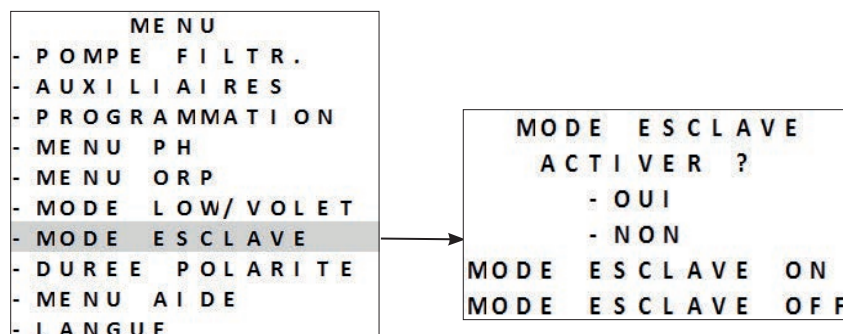 MENU
- POMPE FILTR.
- AUXILIAIRES
- PROGRAMMATION
- MENU PH
- MENU ORP
- MODE LOW/VOLET
- MODE ESCLAVE
- DUREE POLARITE
- MENU AIDE
- LANGUE
MODE ESCLAVE
ACTIVER ?
- OUI
- NON
MODE ESCLAVE ON
MODE ESCLAVE OFF